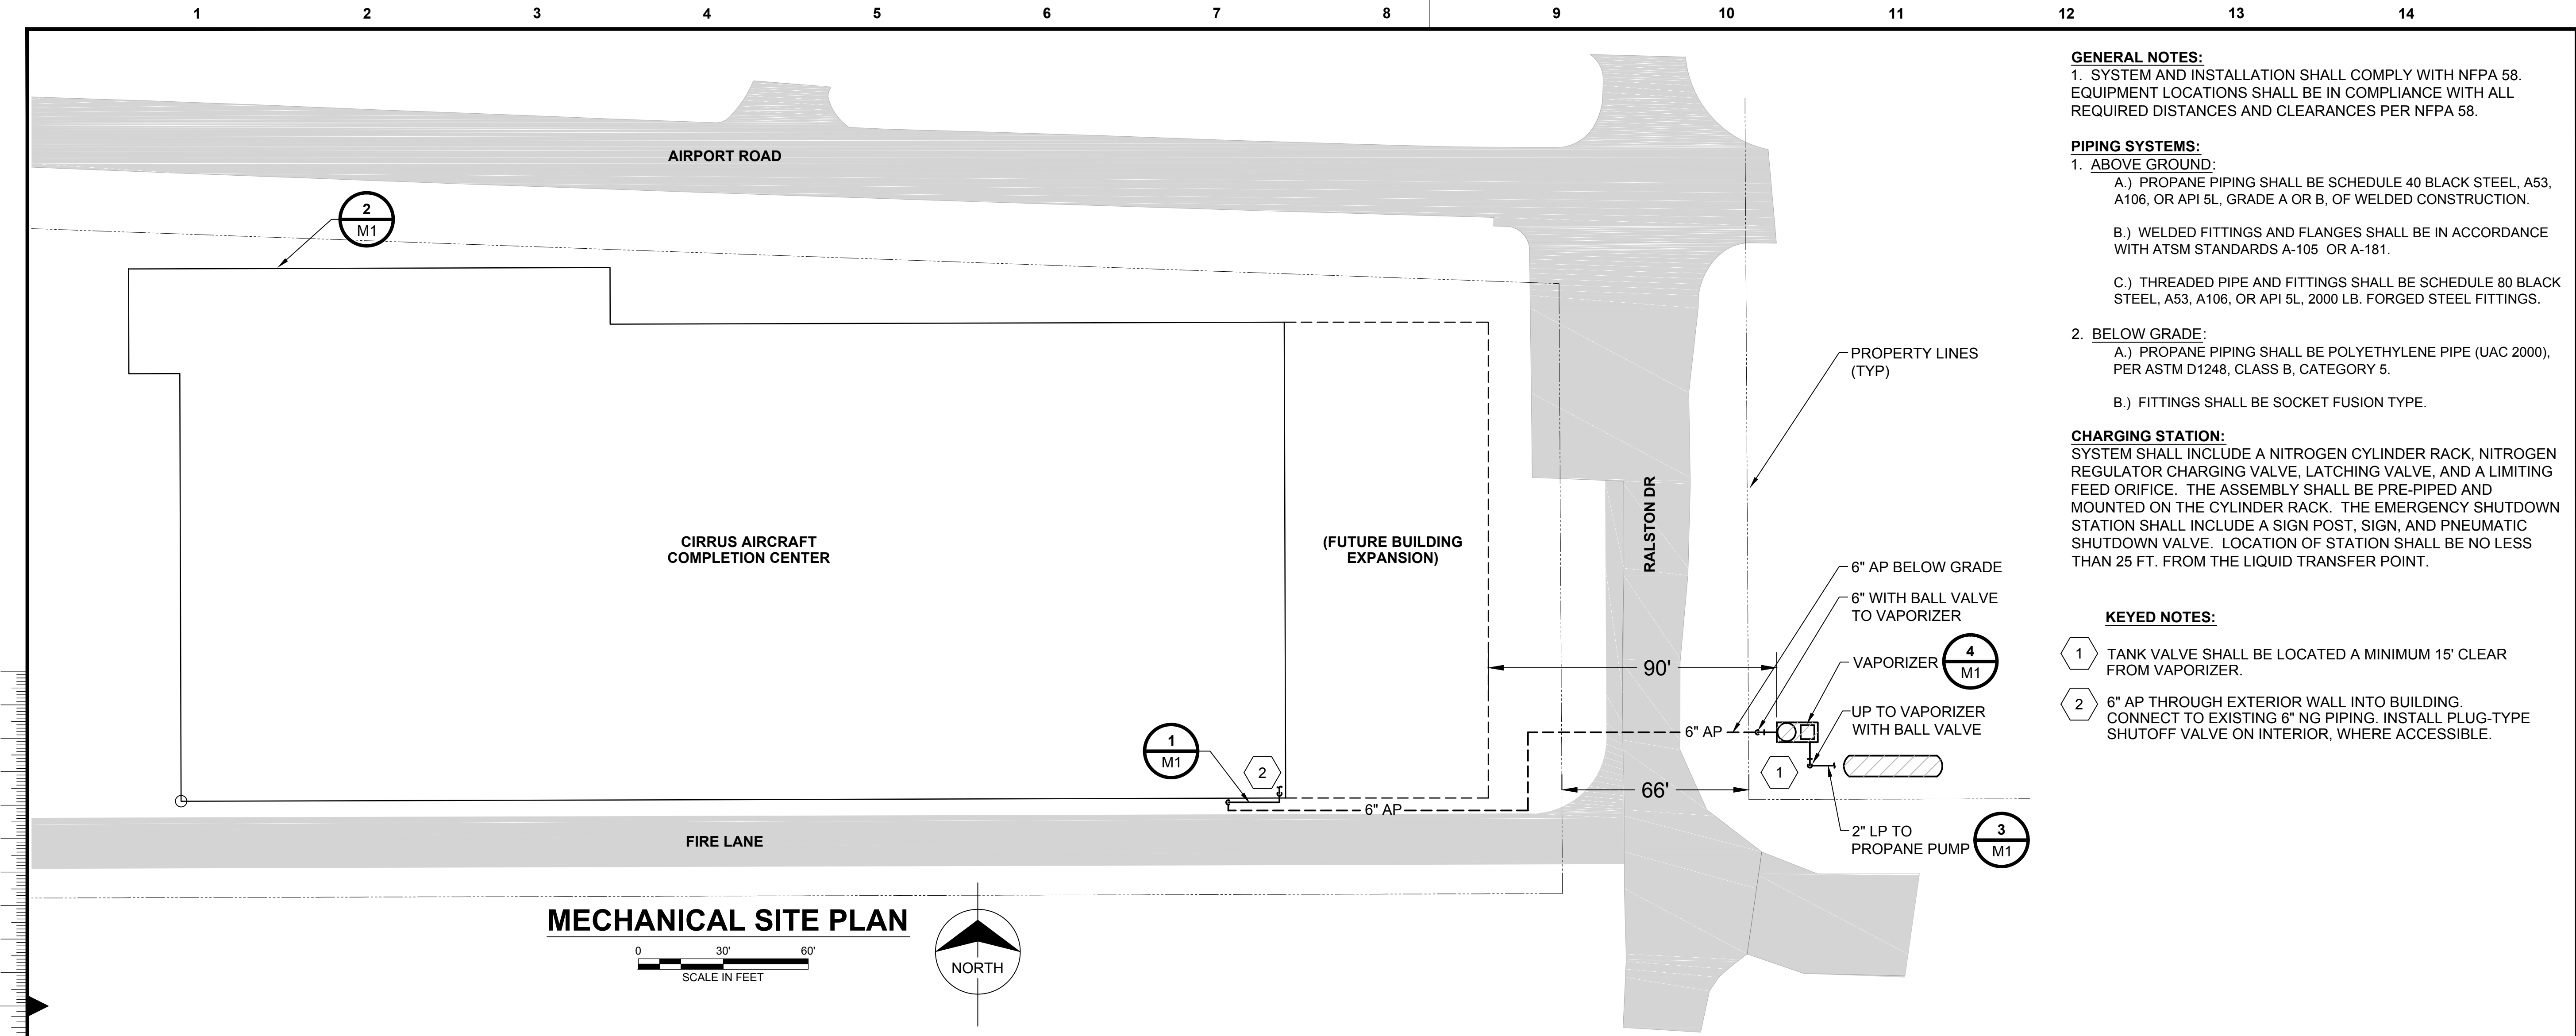 1 2 3 4 5 6 7 8 9 10 11 12 13 14
AIRPORT ROAD
2
M1
CIRRUS AIRCRAFT
COMPLETION CENTER
(FUTURE BUILDING
EXPANSION)
RALSTON DR
PROPERTY LINES
(TYP)
6" AP BELOW GRADE
6" WITH BALL VALVE
TO VAPORIZER
VAPORIZER
4
M1
90'
UP TO VAPORIZER
WITH BALL VALVE
6" AP
1
M1
2
1
66'
6" AP
2" LP TO
PROPANE PUMP
3
M1
FIRE LANE
MECHANICAL SITE PLAN
0 30' 60'
SCALE IN FEET
NORTH
GENERAL NOTES:
1. SYSTEM AND INSTALLATION SHALL COMPLY WITH NFPA 58.
EQUIPMENT LOCATIONS SHALL BE IN COMPLIANCE WITH ALL
REQUIRED DISTANCES AND CLEARANCES PER NFPA 58.
PIPING SYSTEMS:
1. ABOVE GROUND:
A.) PROPANE PIPING SHALL BE SCHEDULE 40 BLACK STEEL, A53,
A106, OR API 5L, GRADE A OR B, OF WELDED CONSTRUCTION.
B.) WELDED FITTINGS AND FLANGES SHALL BE IN ACCORDANCE
WITH ATSM STANDARDS A-105 OR A-181.
C.) THREADED PIPE AND FITTINGS SHALL BE SCHEDULE 80 BLACK
STEEL, A53, A106, OR API 5L, 2000 LB. FORGED STEEL FITTINGS.
2. BELOW GRADE:
A.) PROPANE PIPING SHALL BE POLYETHYLENE PIPE (UAC 2000),
PER ASTM D1248, CLASS B, CATEGORY 5.
B.) FITTINGS SHALL BE SOCKET FUSION TYPE.
CHARGING STATION:
SYSTEM SHALL INCLUDE A NITROGEN CYLINDER RACK, NITROGEN
REGULATOR CHARGING VALVE, LATCHING VALVE, AND A LIMITING
FEED ORIFICE. THE ASSEMBLY SHALL BE PRE-PIPED AND
MOUNTED ON THE CYLINDER RACK. THE EMERGENCY SHUTDOWN
STATION SHALL INCLUDE A SIGN POST, SIGN, AND PNEUMATIC
SHUTDOWN VALVE. LOCATION OF STATION SHALL BE NO LESS
THAN 25 FT. FROM THE LIQUID TRANSFER POINT.
KEYED NOTES:
1 TANK VALVE SHALL BE LOCATED A MINIMUM 15' CLEAR
FROM VAPORIZER.
2 6" AP THROUGH EXTERIOR WALL INTO BUILDING.
CONNECT TO EXISTING 6" NG PIPING. INSTALL PLUG-TYPE
SHUTOFF VALVE ON INTERIOR, WHERE ACCESSIBLE.